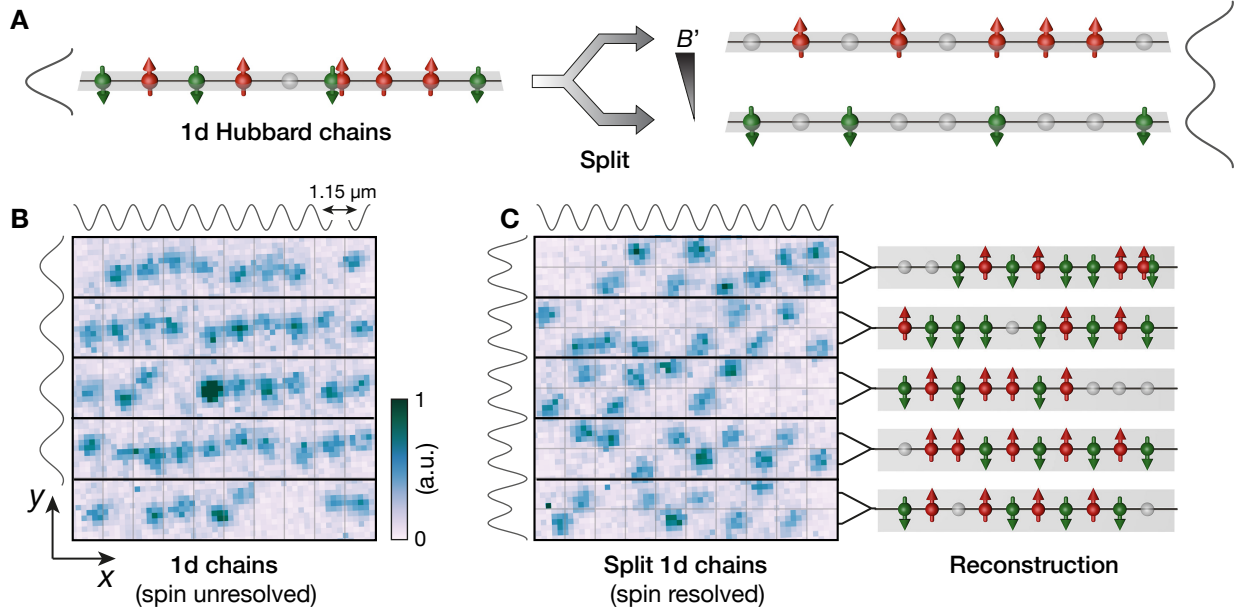 A
B'
1d Hubbard chains
Split
B
1.15 μm
C
1
(a.u.)
0
y
x
1d chains
(spin unresolved)
Split 1d chains
(spin resolved)
Reconstruction